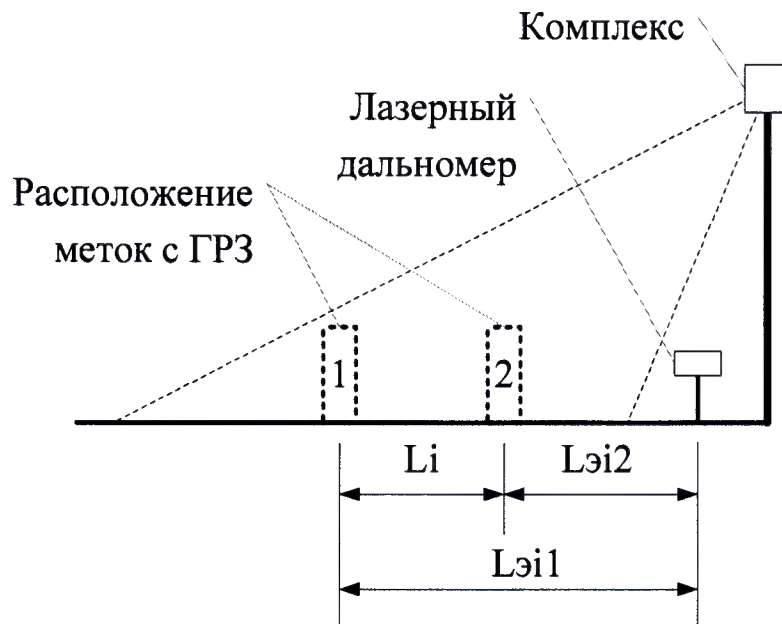 Комплекс
Лазерный
дальномер
Расположение
меток с ГРЗ
1
2
Li
Lэi2
Lэi1